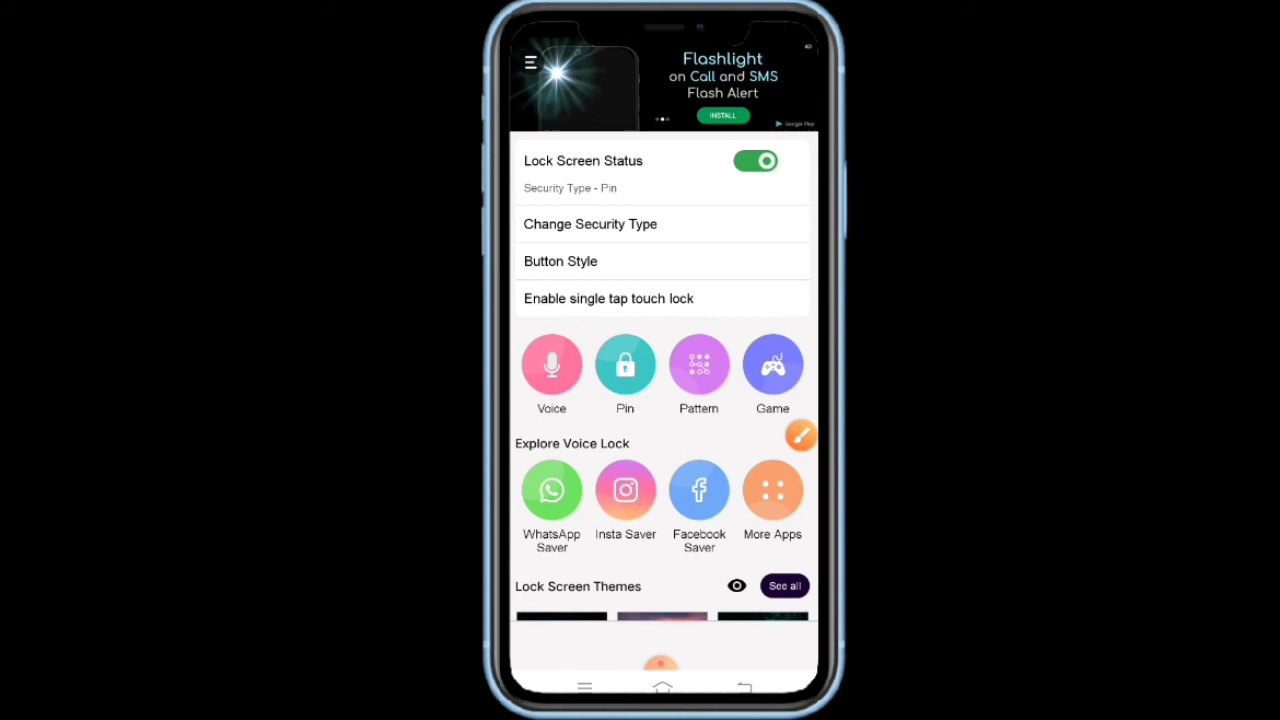 AD
Flashlight
on Call and SMS
Flash Alert
INSTALL
Google Play
Lock Screen Status
Security Type - Pin
Change Security Type
Button Style
Enable single tap touch lock
Voice Pin Pattern Game
Explore Voice Lock
WhatsApp Saver
Insta Saver
Facebook Saver
More Apps
Lock Screen Themes
See all